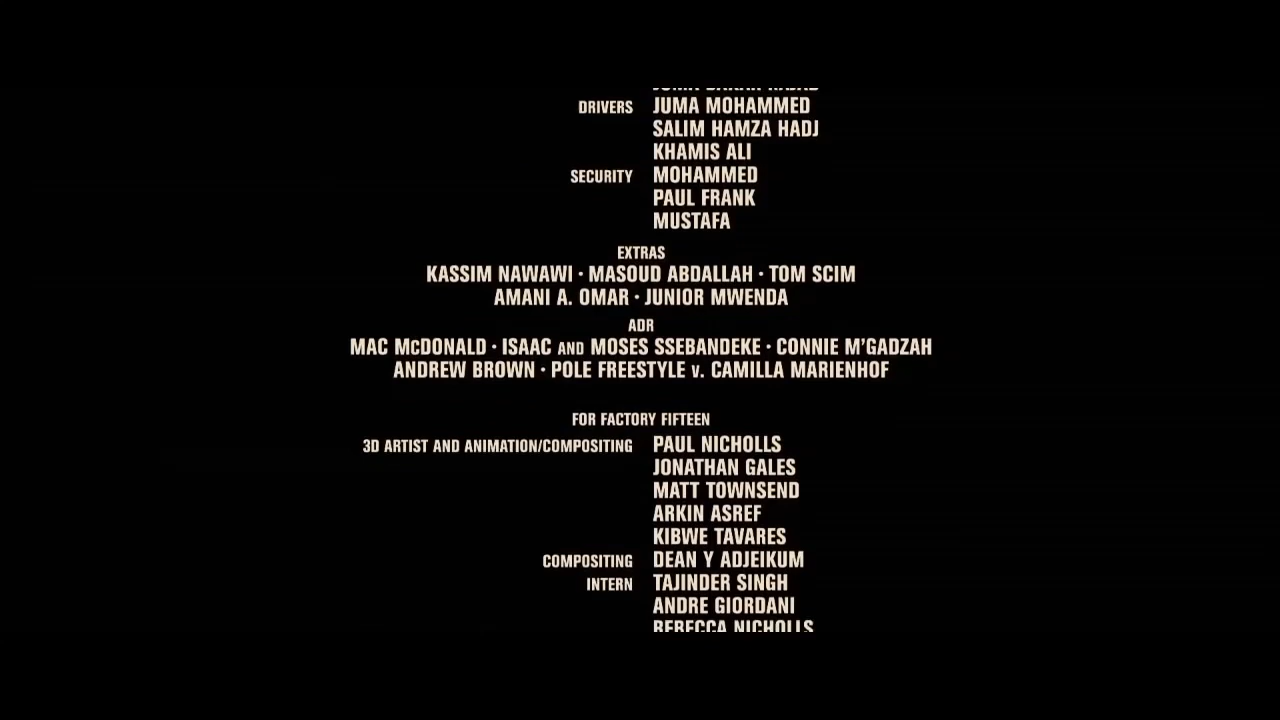 DRIVERS JUMA MOHAMMED
SALIM HAMZA HADJ
KHAMIS ALI
SECURITY MOHAMMED
PAUL FRANK
MUSTAFA
EXTRAS
KASSIM NAWAWI · MASOUD ABDALLAH · TOM SCIM
AMANI A. OMAR · JUNIOR MWENDA
ADR
MAC McDONALD · ISAAC AND MOSES SSEBANDEKE · CONNIE M'GADZAH
ANDREW BROWN · POLE FREESTYLE v. CAMILLA MARIENHOF
FOR FACTORY FIFTEEN
3D ARTIST AND ANIMATION/COMPOSITING PAUL NICHOLLS
JONATHAN GALES
MATT TOWNSEND
ARKIN ASREF
KIBWE TAVARES
COMPOSITING DEAN Y ADJEIKUM
INTERN TAJINDER SINGH
ANDRE GIORDANI
REBECCA NICHOLLS